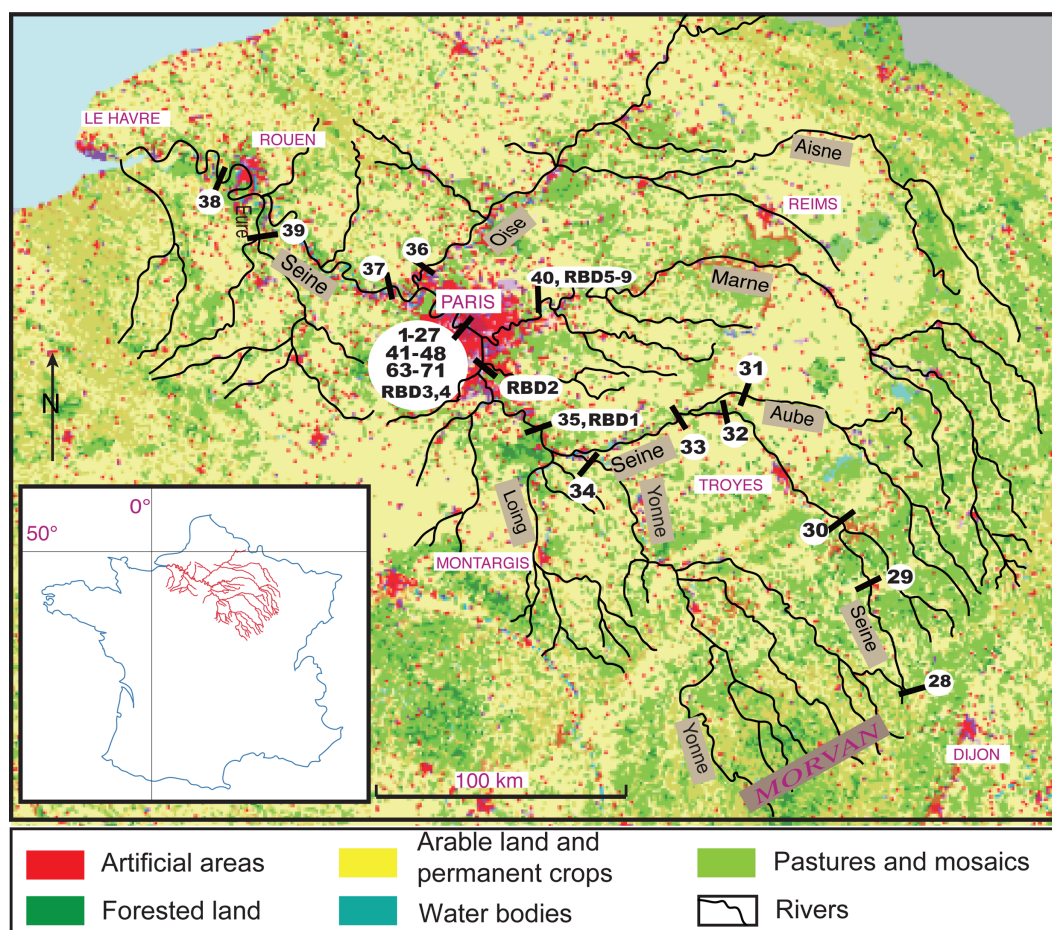 LE HAVRE
ROUEN
Aisne
38
REIMS
Eure
39
36
Oise
Seine
37
40, RBD5-9
Marne
PARIS
1-27
41-48
63-71
RBD3,4
RBD2
31
N
35, RBD1
Aube
33
32
Seine
34
TROYES
Loing
Yonne
0°
50°
30
MONTARGIS
29
Seine
28
Yonne
MORVAN
DIJON
100 km
Artificial areas
Arable land and
permanent crops
Pastures and mosaics
Forested land
Water bodies
Rivers